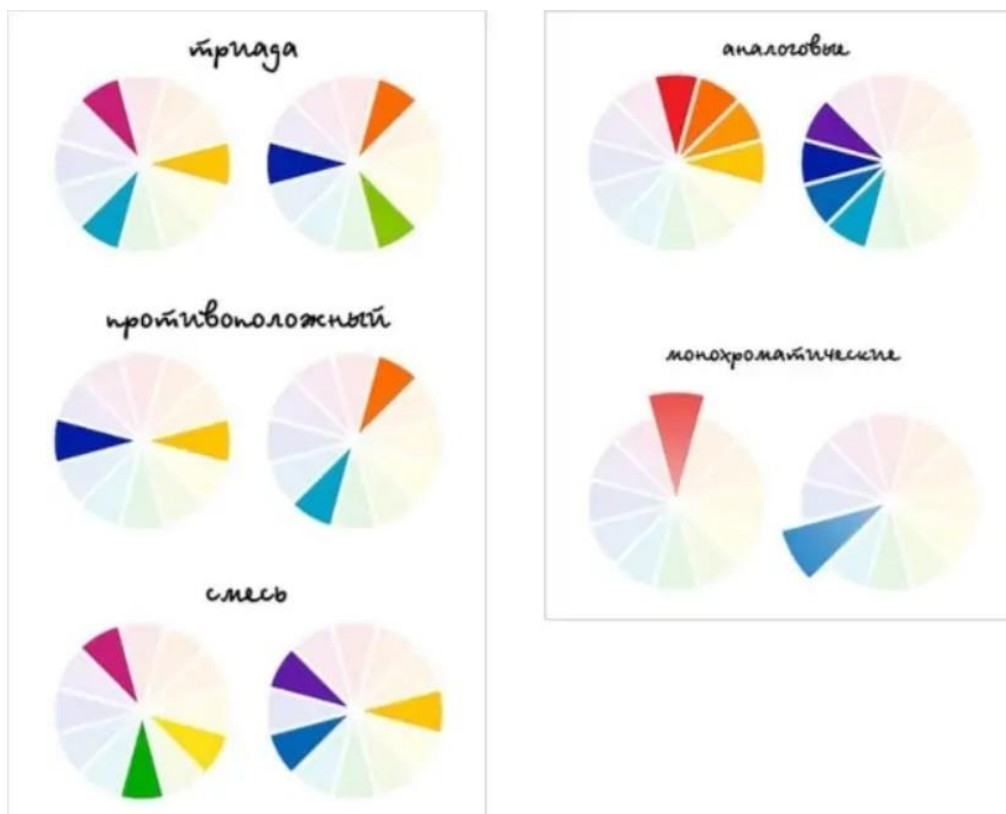 триада
противоположный
смесь
аналоговые
монохроматические